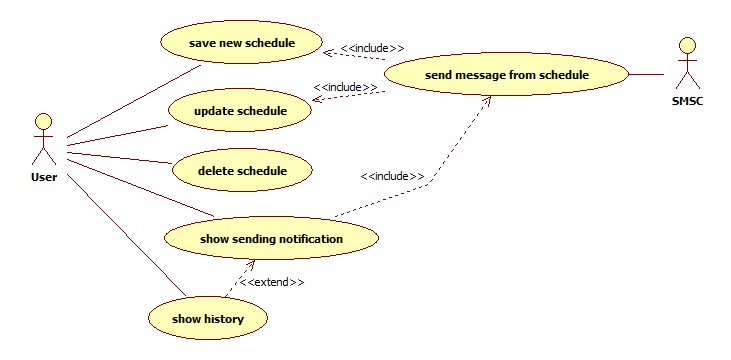 save new schedule
<<include>>
send message from schedule
<<include>>
update schedule
SMSC
delete schedule
User
<<include>>
show sending notification
<<extend>>
show history